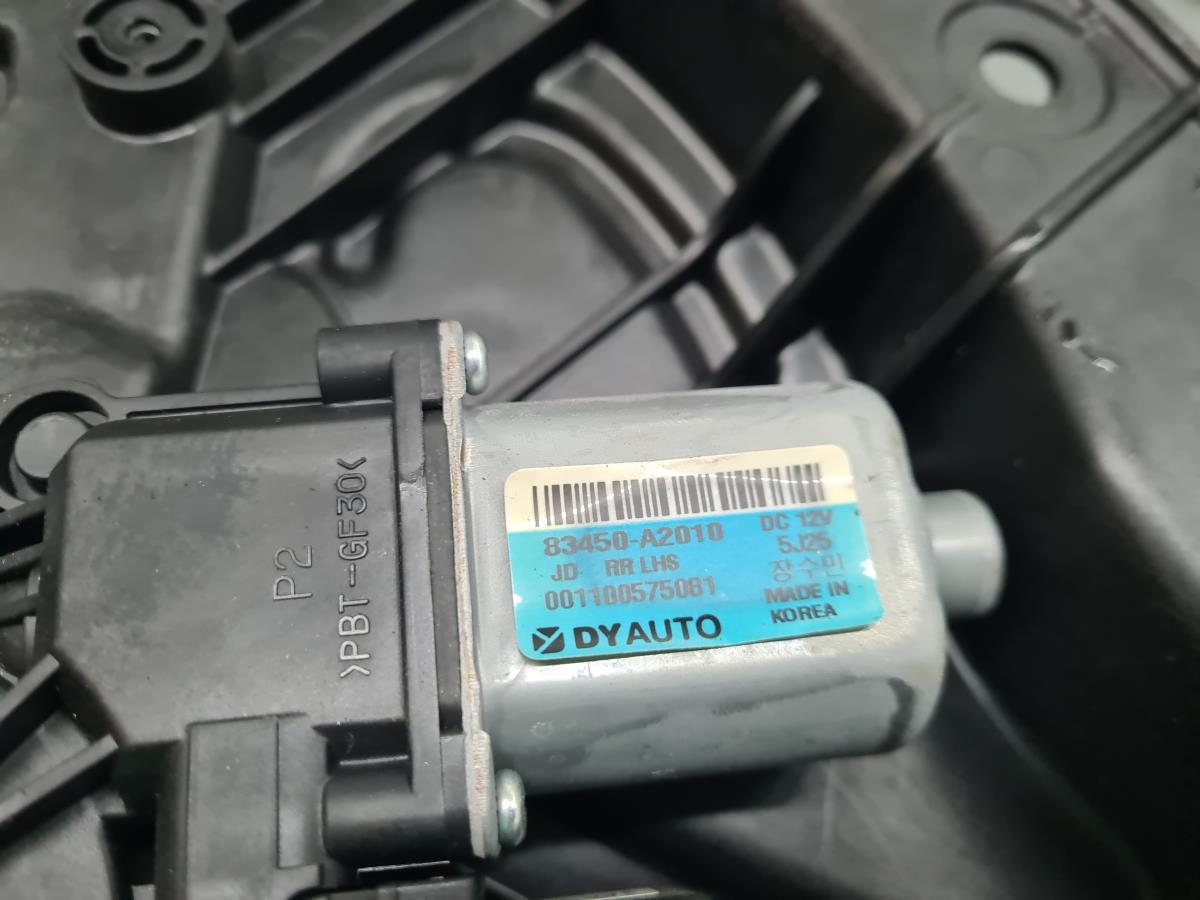 83450-A2010 DC 12V
JD RR LHS 5J25
001100575081 장수민
DYAUTO MADE IN
KOREA
P2
>PBT-GF30<